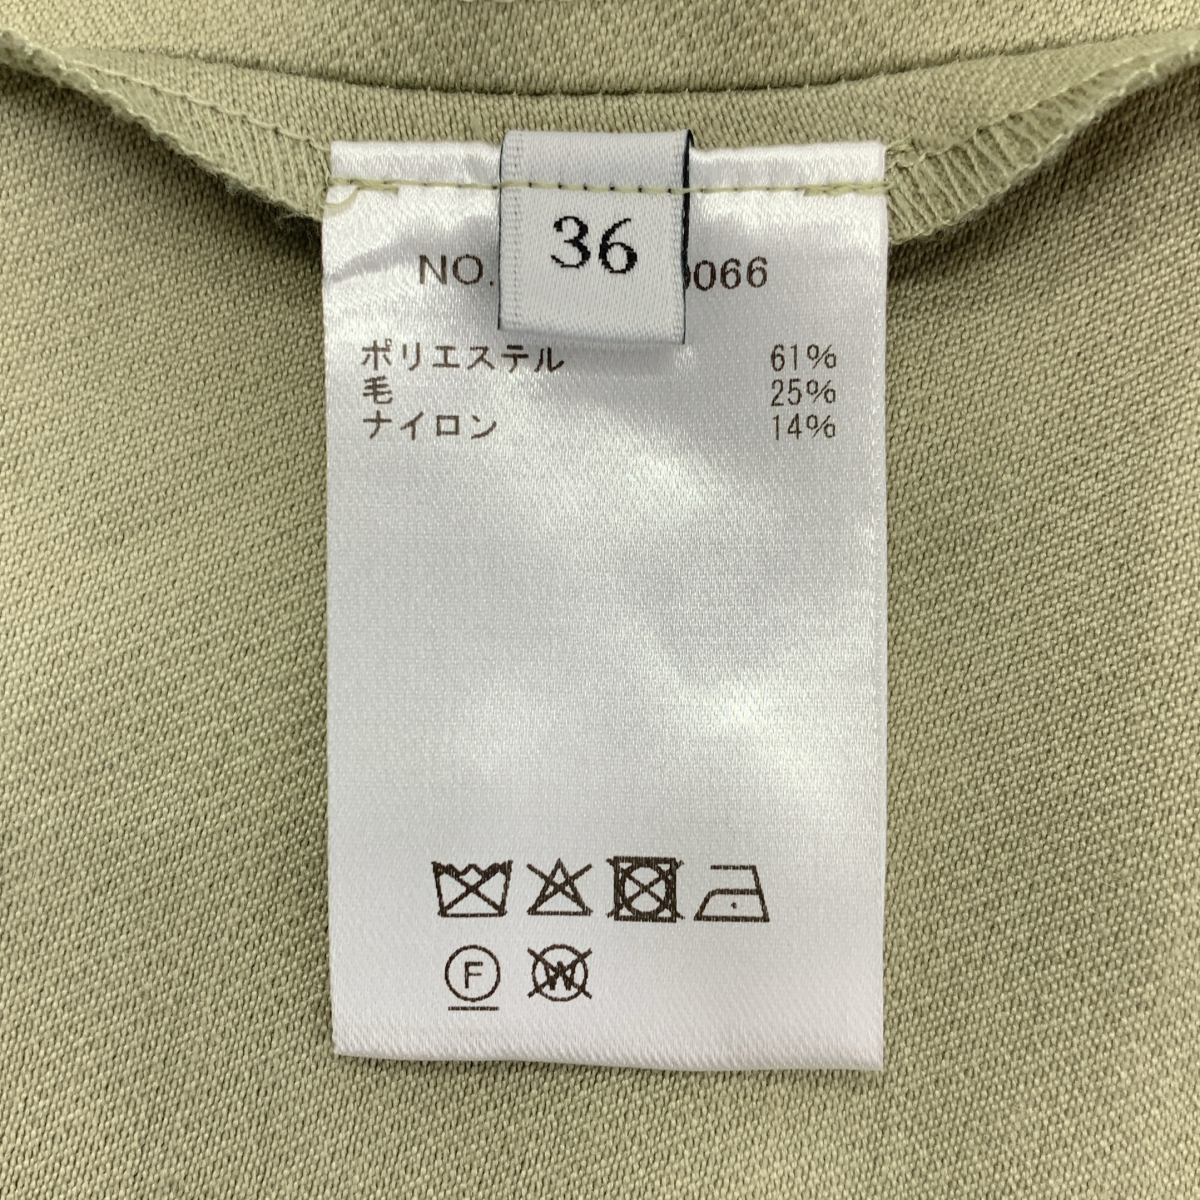 36
NO. 066
ポリエステル 61%
毛 25%
ナイロン 14%
F W